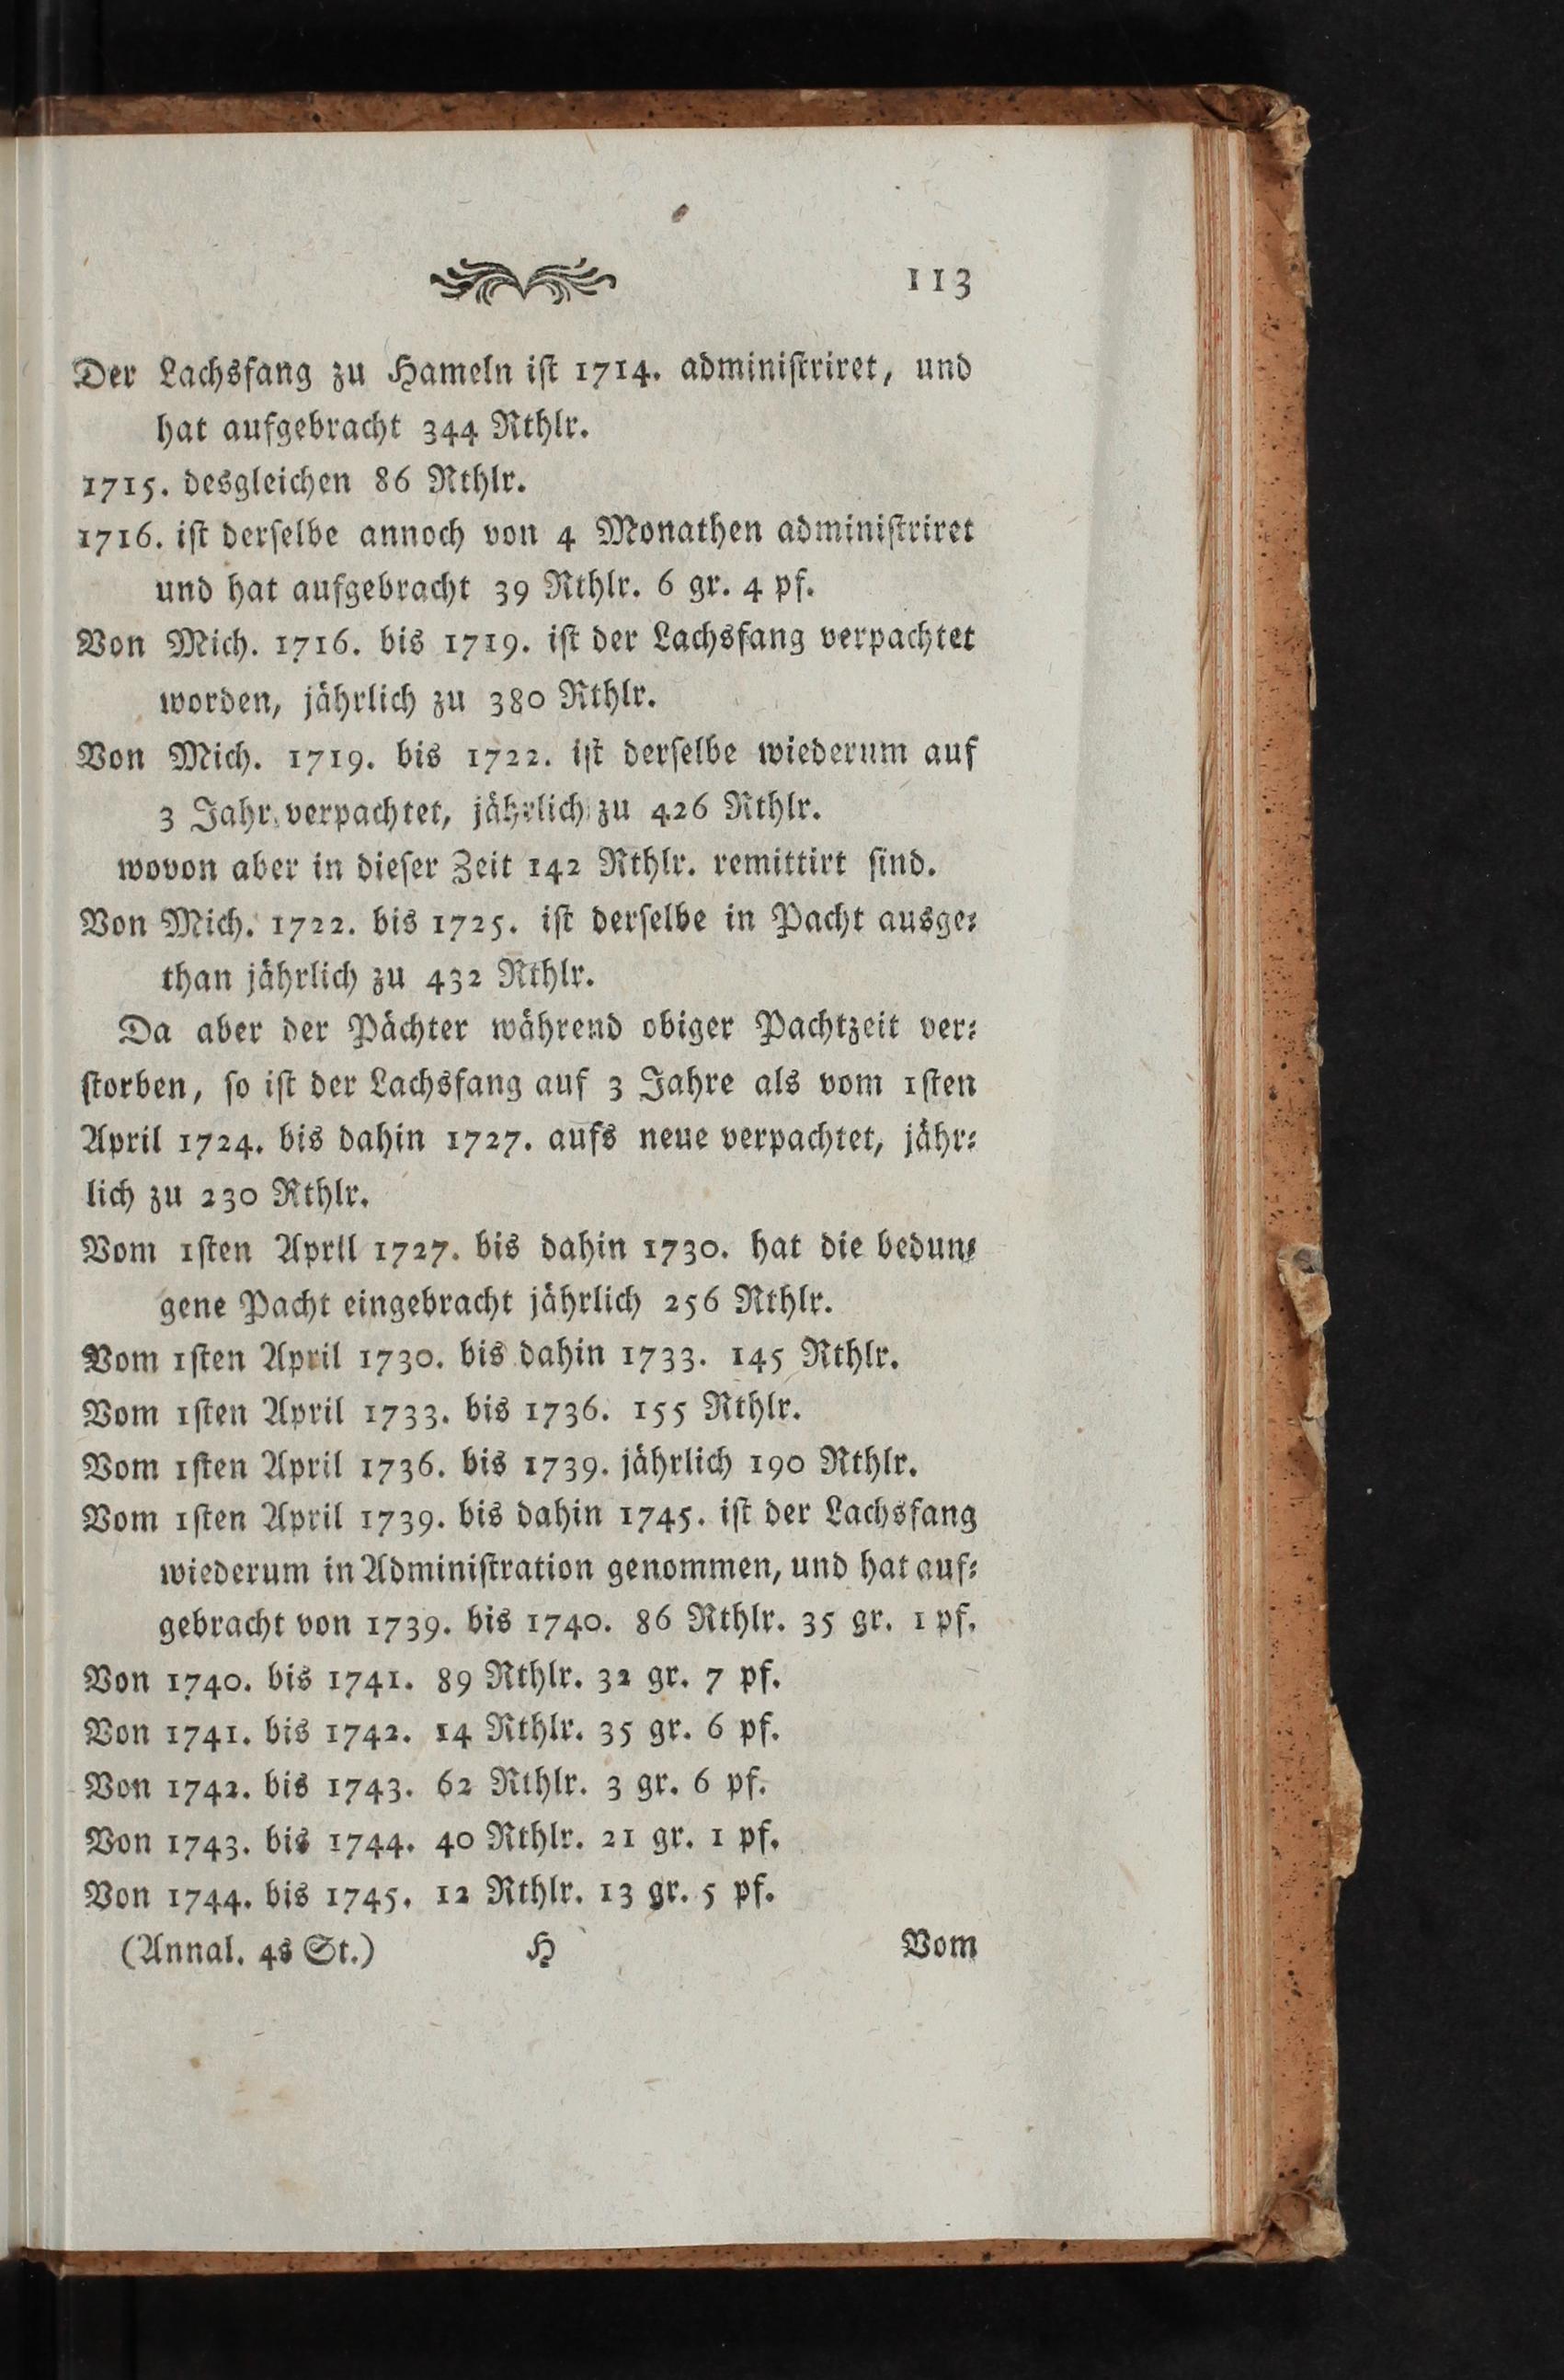 113
Der Lachsfang zu Hameln iſt 1714. adminiſtriret, und
hat aufgebracht 344 Rthlr.
1715. desgleichen 86 Rthlr.
1716. iſt derſelbe annoch von 4 Monathen adminiſtriret
und hat aufgebracht 39 Rthlr. 6 gr. 4 pf.
Von Mich. 1716. bis 1719. iſt der Lachsfang verpachtet
worden, jährlich zu 380 Rthlr.
Von Mich. 1719. bis 1722. iſt derſelbe wiederum auf
3 Jahr verpachtet, jährlich zu 426 Rthlr.
wovon aber in dieſer Zeit 142 Rthlr. remittirt ſind.
Von Mich. 1722. bis 1725. iſt derſelbe in Pacht ausge⸗
than jährlich zu 432 Rthlr.
Da aber der Pächter während obiger Pachtzeit ver⸗
ſtorben, ſo iſt der Lachsfang auf 3 Jahre als vom 1ſten
April 1724. bis dahin 1727. aufs neue verpachtet, jähr⸗
lich zu 230 Rthlr.
Vom 1ſten April 1727. bis dahin 1730. hat die bedun⸗
gene Pacht eingebracht jährlich 256 Rthlr.
Vom 1ſten April 1730. bis dahin 1733. 145 Rthlr.
Vom 1ſten April 1733. bis 1736. 155 Rthlr.
Vom 1ſten April 1736. bis 1739. jährlich 190 Rthlr.
Vom 1ſten April 1739. bis dahin 1745. iſt der Lachsfang
wiederum in Adminiſtration genommen, und hat auf⸗
gebracht von 1739. bis 1740. 86 Rthlr. 35 gr. 1 pf.
Von 1740. bis 1741. 89 Rthlr. 32 gr. 7 pf.
Von 1741. bis 1742. 14 Rthlr. 35 gr. 6 pf.
Von 1742. bis 1743. 62 Rthlr. 3 gr. 6 pf.
Von 1743. bis 1744. 40 Rthlr. 21 gr. 1 pf.
Von 1744. bis 1745. 12 Rthlr. 13 gr. 5 pf.
(Annal. 4s St.) H Vom